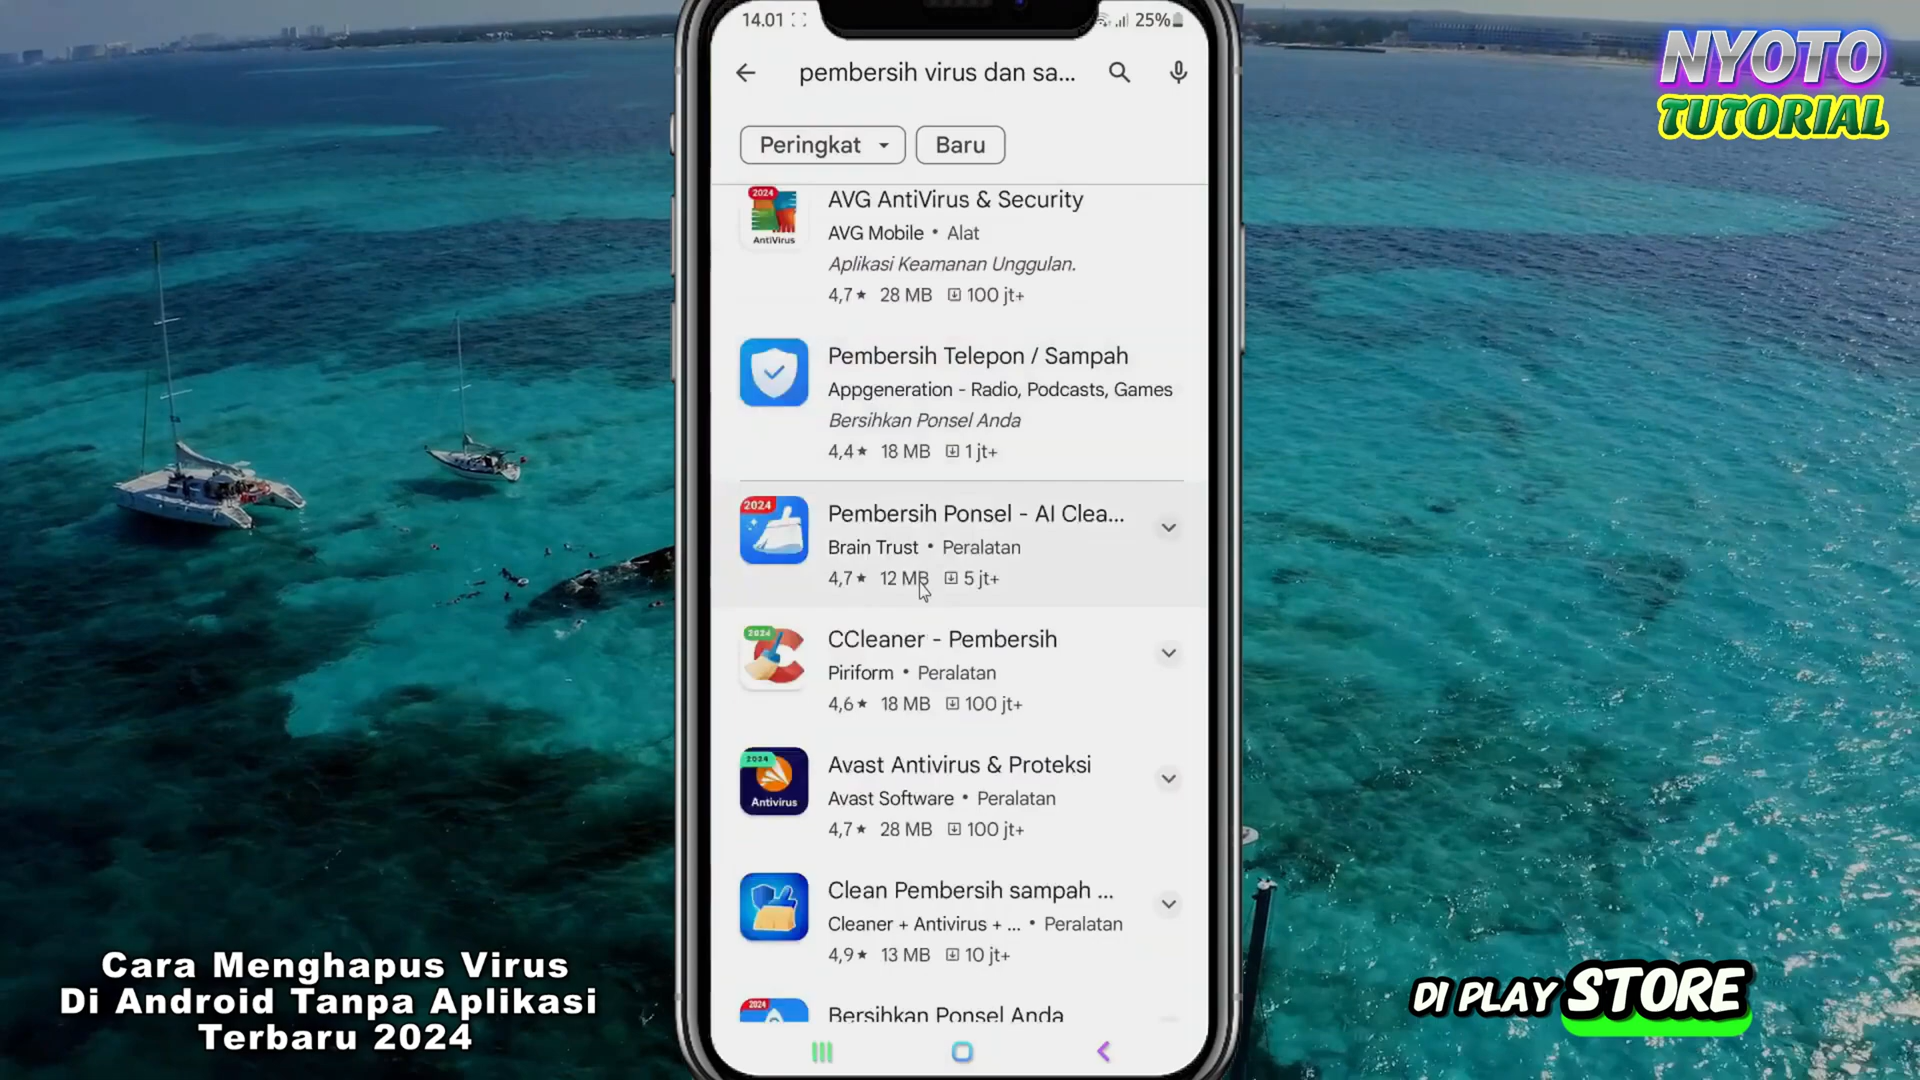 14.01
25%
pembersih virus dan sa...
Peringkat
Baru
2024
AntiVirus
AVG AntiVirus & Security
AVG Mobile • Alat
Aplikasi Keamanan Unggulan.
4,7★ 28 MB 100 jt+
Pembersih Telepon / Sampah
Appgeneration - Radio, Podcasts, Games
Bersihkan Ponsel Anda
4,4★ 18 MB 1 jt+
2024
Pembersih Ponsel - AI Clea...
Brain Trust • Peralatan
4,7★ 12 MB 5 jt+
2024
CCleaner - Pembersih
Piriform • Peralatan
4,6★ 18 MB 100 jt+
2024
Antivirus
Avast Antivirus & Proteksi
Avast Software • Peralatan
4,7★ 28 MB 100 jt+
Clean Pembersih sampah ...
Cleaner + Antivirus + ... • Peralatan
4,9★ 13 MB 10 jt+
2024
Bersihkan Ponsel Anda
NYOTO
TUTORIAL
Cara Menghapus Virus
Di Android Tanpa Aplikasi
Terbaru 2024
DI PLAY STORE